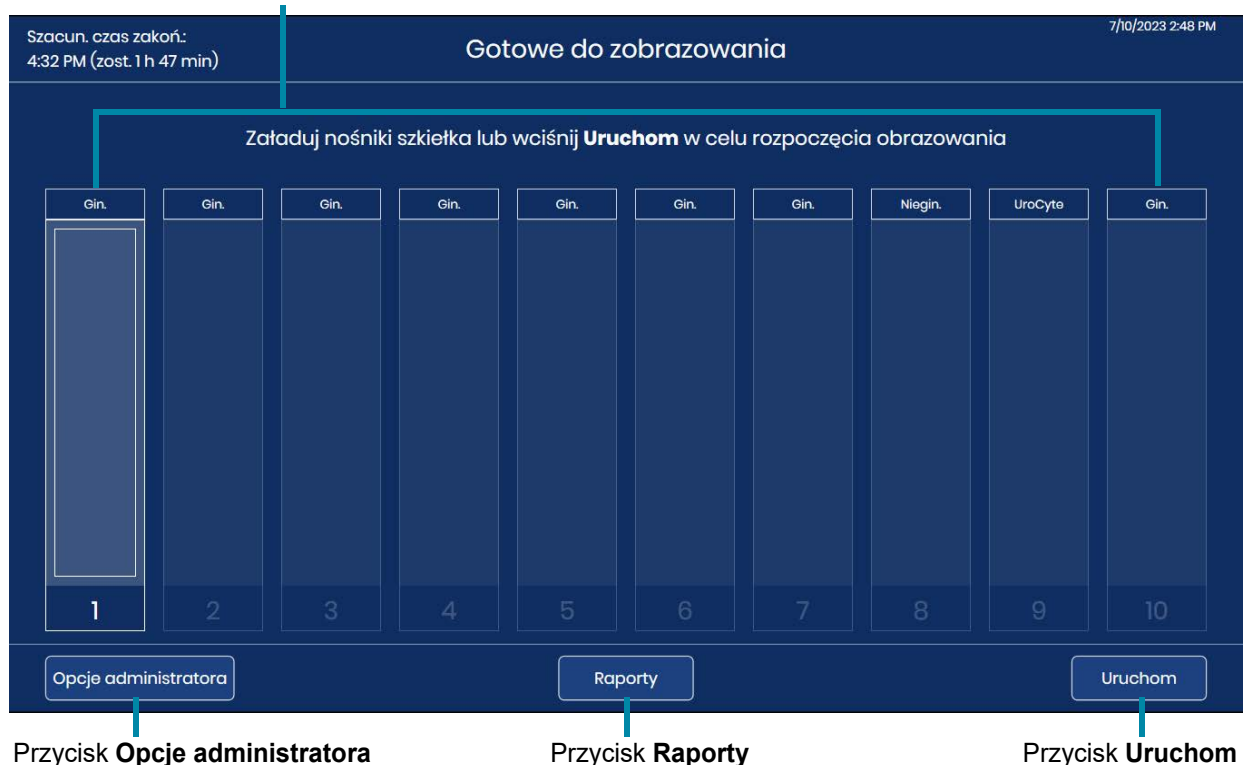 Szacun. czas zakoń.:
4:32 PM (zost. 1 h 47 min)
Gotowe do zobrazowania
7/10/2023 2:48 PM
Załaduj nośniki szkiełka lub wciśnij Uruchom w celu rozpoczęcia obrazowania
Gin. Gin. Gin. Gin. Gin. Gin. Gin. Niegin. UroCyte Gin.
1 2 3 4 5 6 7 8 9 10
Opcje administratora Raporty Uruchom
Przycisk Opcje administratora Przycisk Raporty Przycisk Uruchom